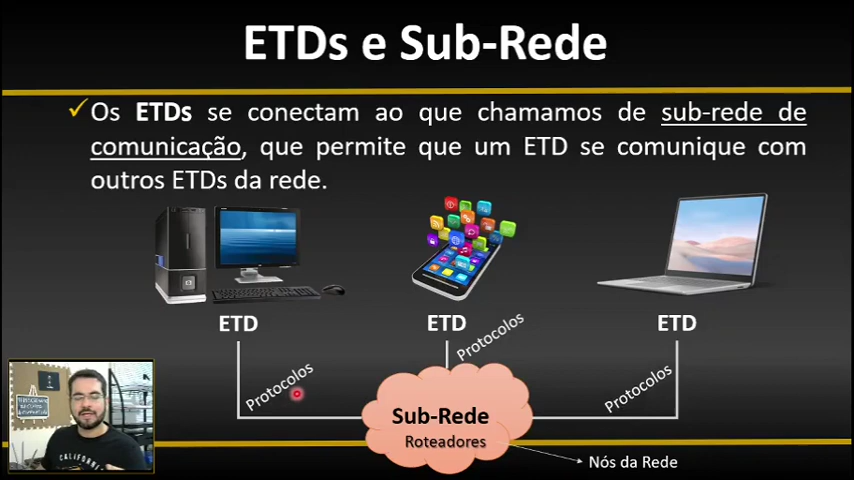 ETDs e Sub-Rede
✓Os ETDs se conectam ao que chamamos de sub-rede de
comunicação, que permite que um ETD se comunique com
outros ETDs da rede.
ETD
ETD
ETD
Protocolos
Protocolos
Protocolos
Sub-Rede
Roteadores
Nós da Rede
CALIFORNIA